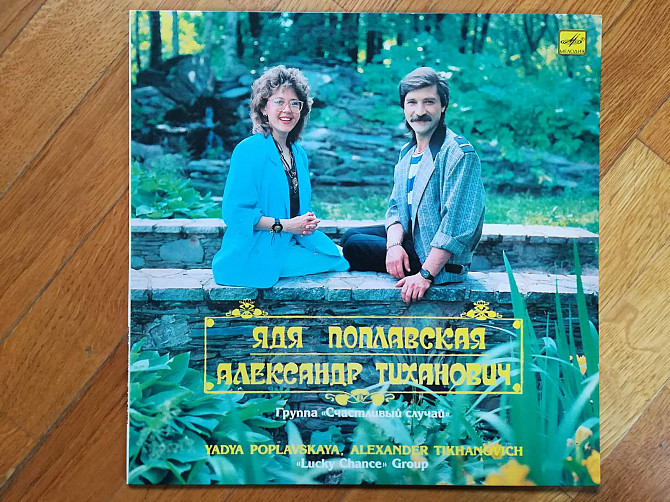 МЕЛОДИЯ
ЯДЯ ПОПЛАВСКАЯ
АЛЕКСАНДР ТИХАНОВИЧ
Группа «Счастливый случай»
YADYA POPLAVSKAYA, ALEXANDER TIKHANOVICH
«Lucky Chance» Group